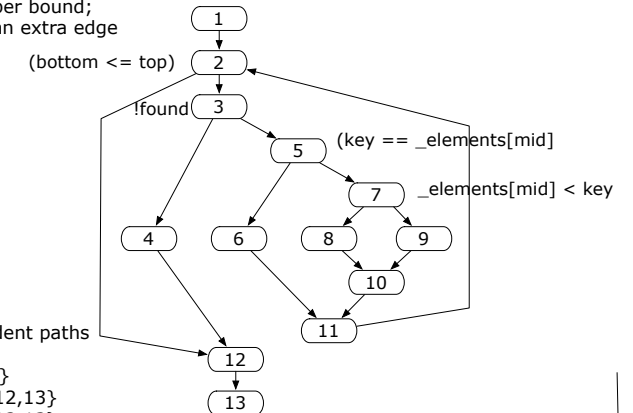 per bound;
an extra edge
1
(bottom <= top)
2
!found
3
(key == _elements[mid]
5
_elements[mid] < key
7
4
6
8
9
10
11
dent paths
12
}
12,13}
13